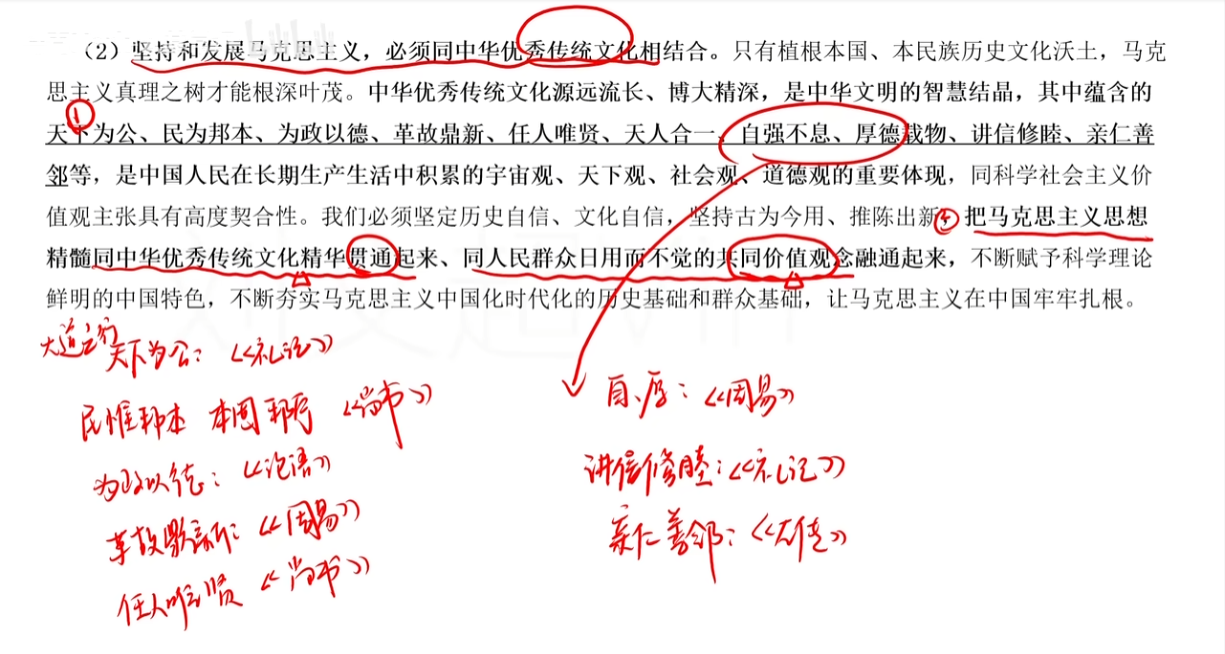 （2）坚持和发展马克思主义，必须同中华优秀传统文化相结合。只有植根本国、本民族历史文化沃土，马克
思主义真理之树才能根深叶茂。中华优秀传统文化源远流长、博大精深，是中华文明的智慧结晶，其中蕴含的
①
天下为公、民为邦本、为政以德、革故鼎新、任人唯贤、天人合一、自强不息、厚德载物、讲信修睦、亲仁善
邻等，是中国人民在长期生产生活中积累的宇宙观、天下观、社会观、道德观的重要体现，同科学社会主义价
值观主张具有高度契合性。我们必须坚定历史自信、文化自信，坚持古为今用、推陈出新，把马克思主义思想
精髓同中华优秀传统文化精华贯通起来、同人民群众日用而不觉的共同价值观念融通起来，不断赋予科学理论
鲜明的中国特色，不断夯实马克思主义中国化时代化的历史基础和群众基础，让马克思主义在中国牢牢扎根。
大道之行
天下为公：《礼记》
民惟邦本 本固邦宁《尚书》
为政以德：《论语》
革故鼎新：《周易》
任人唯贤《尚书》
自、厚：《周易》
讲信修睦：《礼记》
亲仁善邻：《左传》